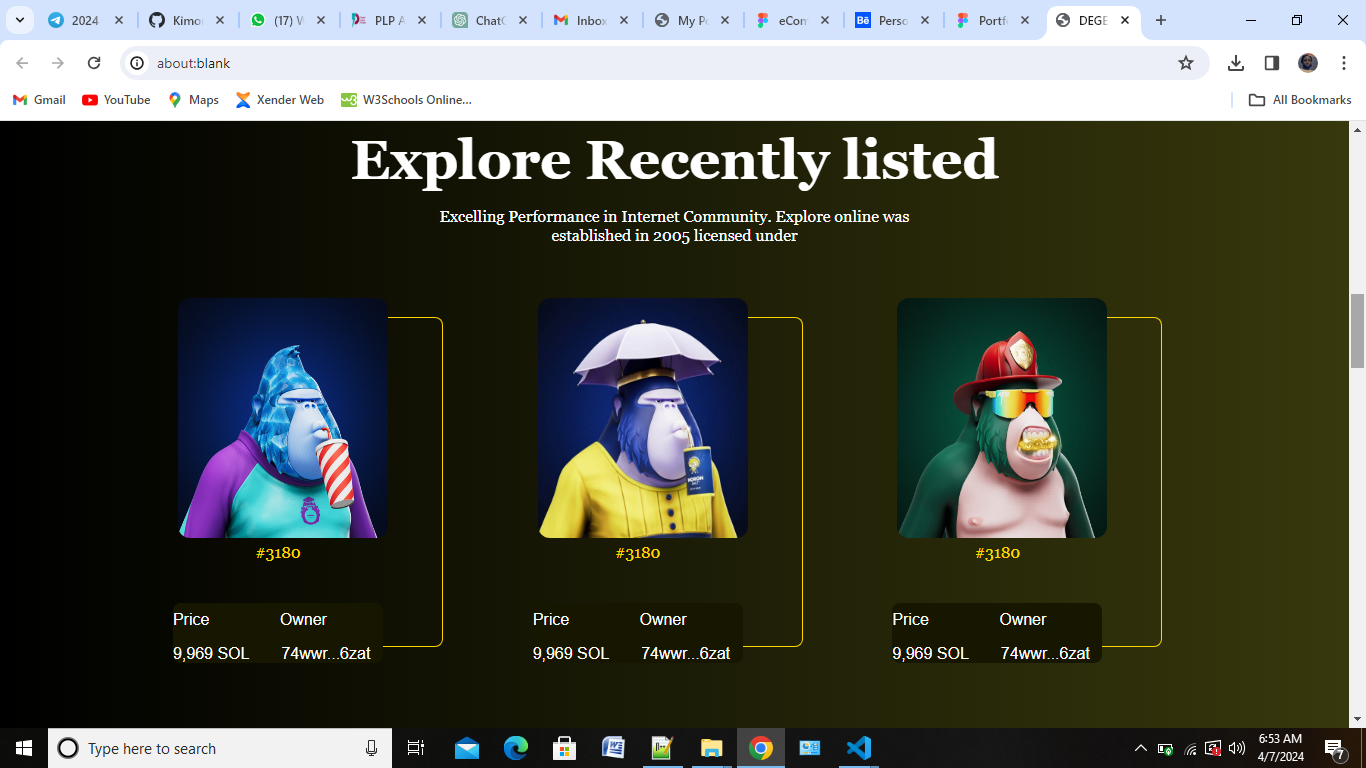 2024
Kimo
(17) W
PLP A
ChatG
Inbox
My Po
eCom
Perso
Portfo
DEGE
about:blank
Gmail
YouTube
Maps
Xender Web
W3Schools Online...
All Bookmarks
Explore Recently listed
Excelling Performance in Internet Community. Explore online was
established in 2005 licensed under
#3180
#3180
#3180
Price Owner
9,969 SOL 74wwr...6zat
Price Owner
9,969 SOL 74wwr...6zat
Price Owner
9,969 SOL 74wwr...6zat
Type here to search
6:53 AM
4/7/2024
7